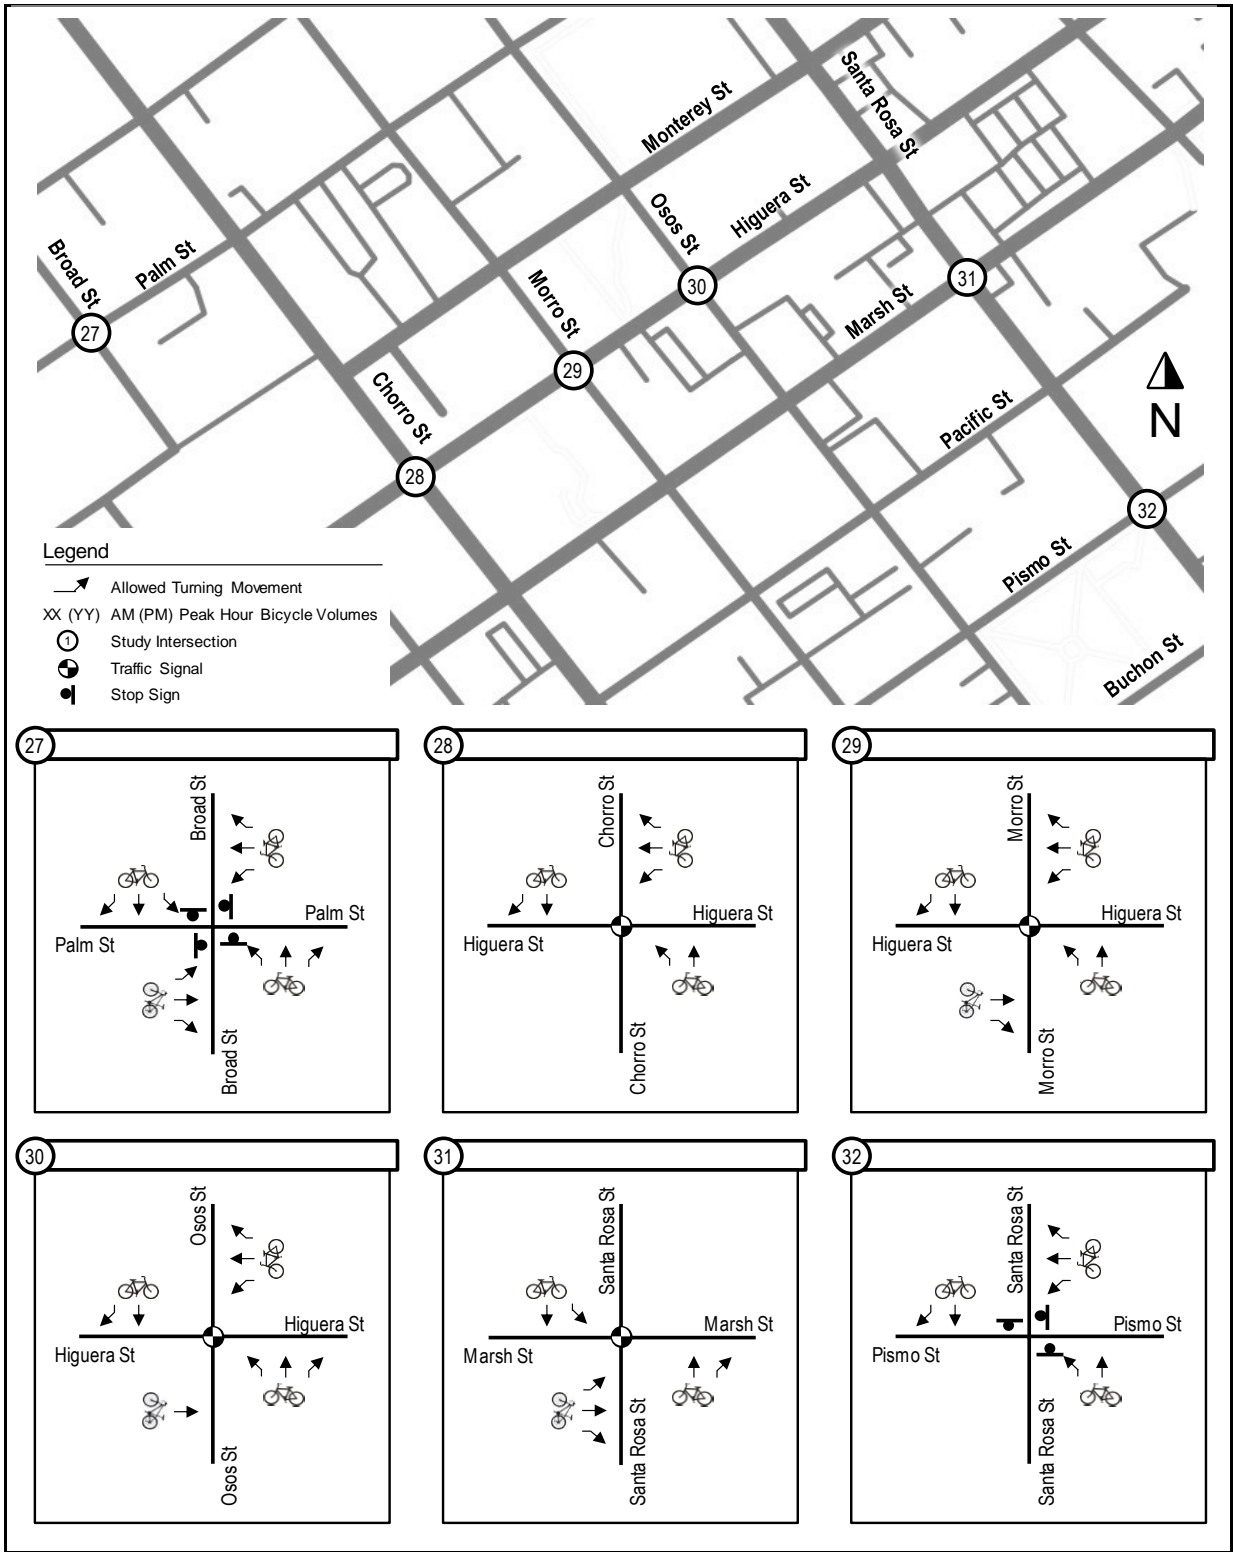 Monterey St
Santa Rosa St
Osos St
Higuera St
Broad St
Palm St
Morro St
Marsh St
Chorro St
Pacific St
Pismo St
Buchon St
27
28
29
30
31
32
N
Legend
Allowed Turning Movement
XX (YY) AM (PM) Peak Hour Bicycle Volumes
1 Study Intersection
Traffic Signal
Stop Sign
27
Broad St
Palm St
Palm St
Broad St
28
Chorro St
Higuera St
Higuera St
Chorro St
29
Morro St
Higuera St
Higuera St
Morro St
30
Osos St
Higuera St
Higuera St
Osos St
31
Santa Rosa St
Marsh St
Marsh St
Santa Rosa St
32
Santa Rosa St
Pismo St
Pismo St
Santa Rosa St